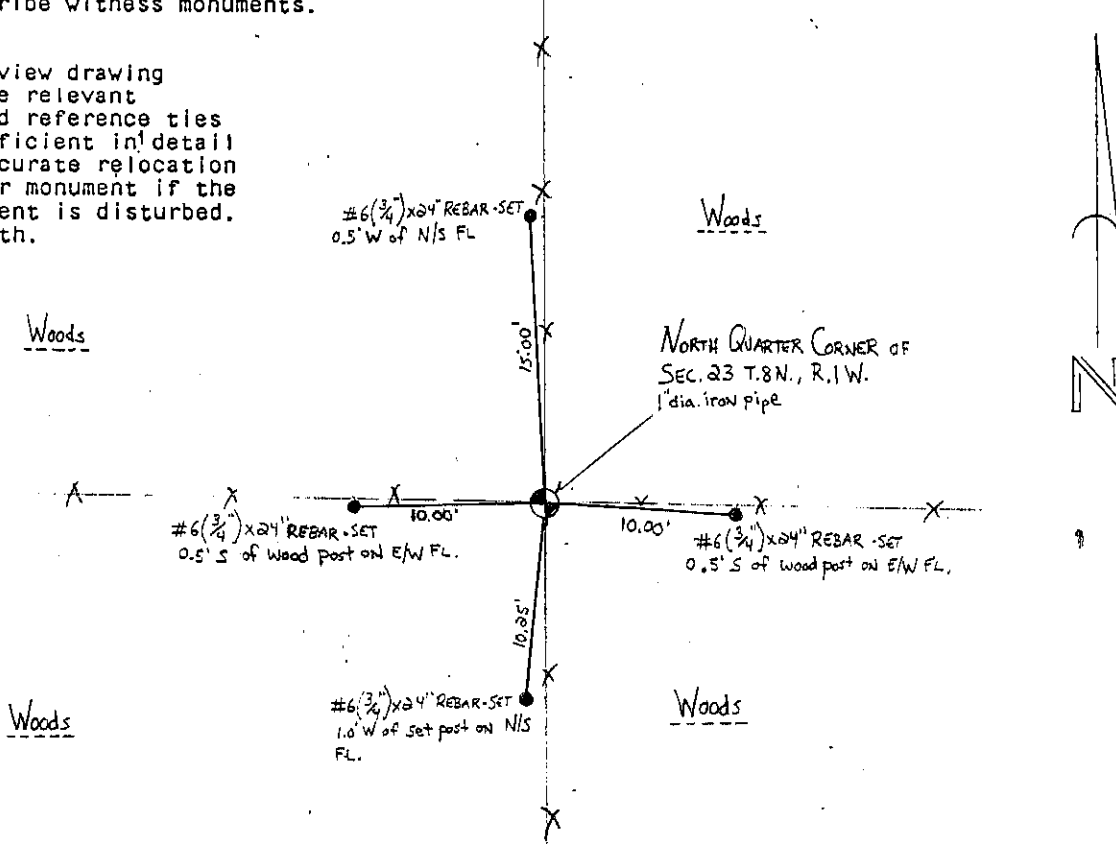 ribe witness monuments.
view drawing
e relevant
d reference ties
ficient in detail
curate relocation
r monument if the
ent is disturbed.
th.
#6(3/4")x24" REBAR-SET
0.5' W of N/S FL
Woods
Woods
15.00'
NORTH QUARTER CORNER OF
SEC. 23 T.8N., R.1W.
1" dia. iron pipe
N
10.00'
10.00'
#6(3/4")x24" REBAR-SET
0.5' S of wood post on E/W FL.
#6(3/4")x24" REBAR-SET
0.5' S of wood post on E/W FL.
10.25'
#6(3/4")x24" REBAR-SET
1.0' W of set post on N/S
FL.
Woods
Woods